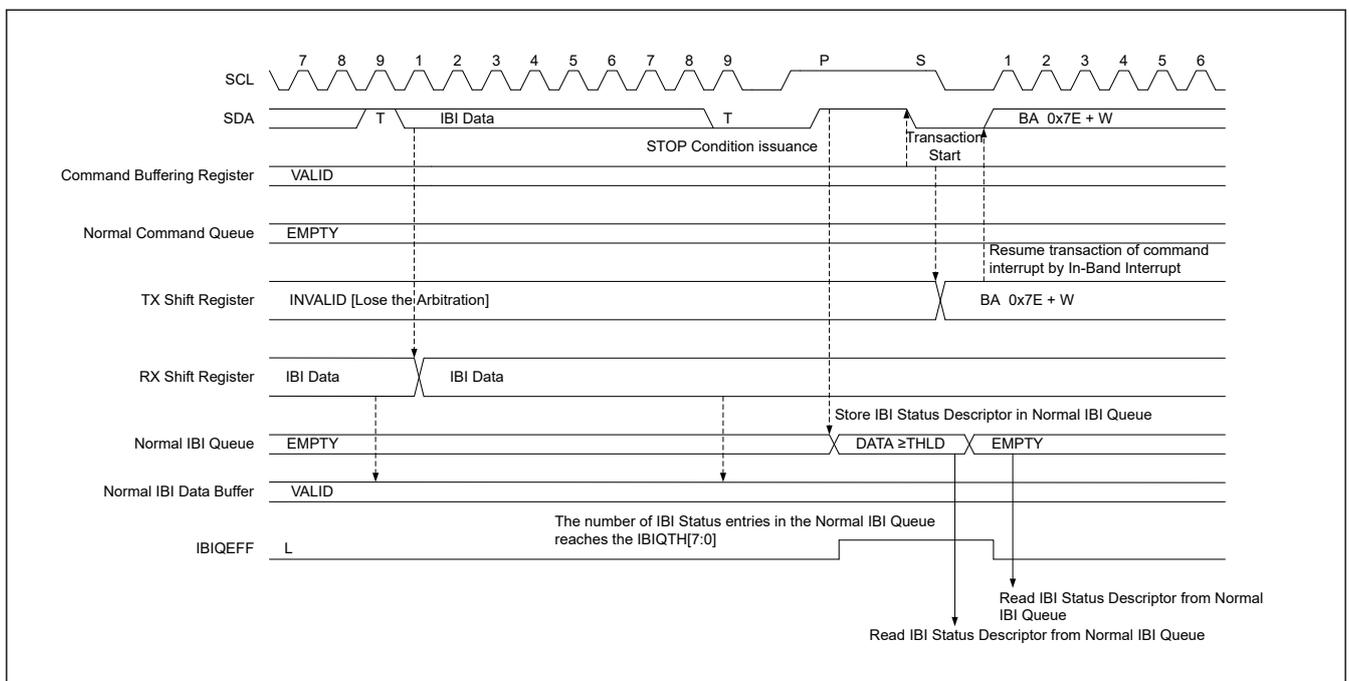 7 8 9 1 2 3 4 5 6 7 8 9 P S 1 2 3 4 5 6
SCL
SDA T IBI Data T BA 0x7E + W
STOP Condition issuance
Transaction
Start
Command Buffering Register VALID
Normal Command Queue EMPTY
Resume transaction of command
interrupt by In-Band Interrupt
TX Shift Register INVALID [Lose the Arbitration] BA 0x7E + W
RX Shift Register IBI Data IBI Data
Store IBI Status Descriptor in Normal IBI Queue
Normal IBI Queue EMPTY DATA ≥THLD EMPTY
Normal IBI Data Buffer VALID
The number of IBI Status entries in the Normal IBI Queue
reaches the IBIQTH[7:0]
IBIQEFF L
Read IBI Status Descriptor from Normal
IBI Queue
Read IBI Status Descriptor from Normal IBI Queue